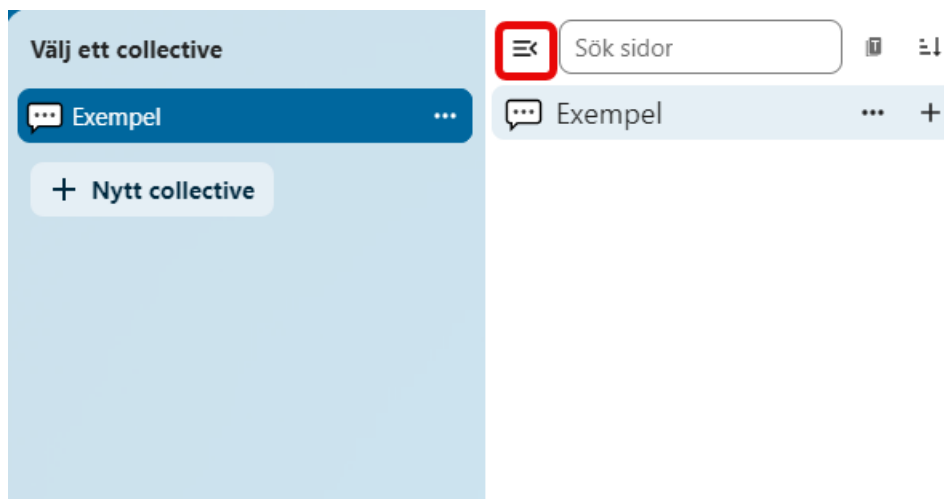 Välj ett collective
Exempel
+ Nytt collective
Sök sidor
Exempel